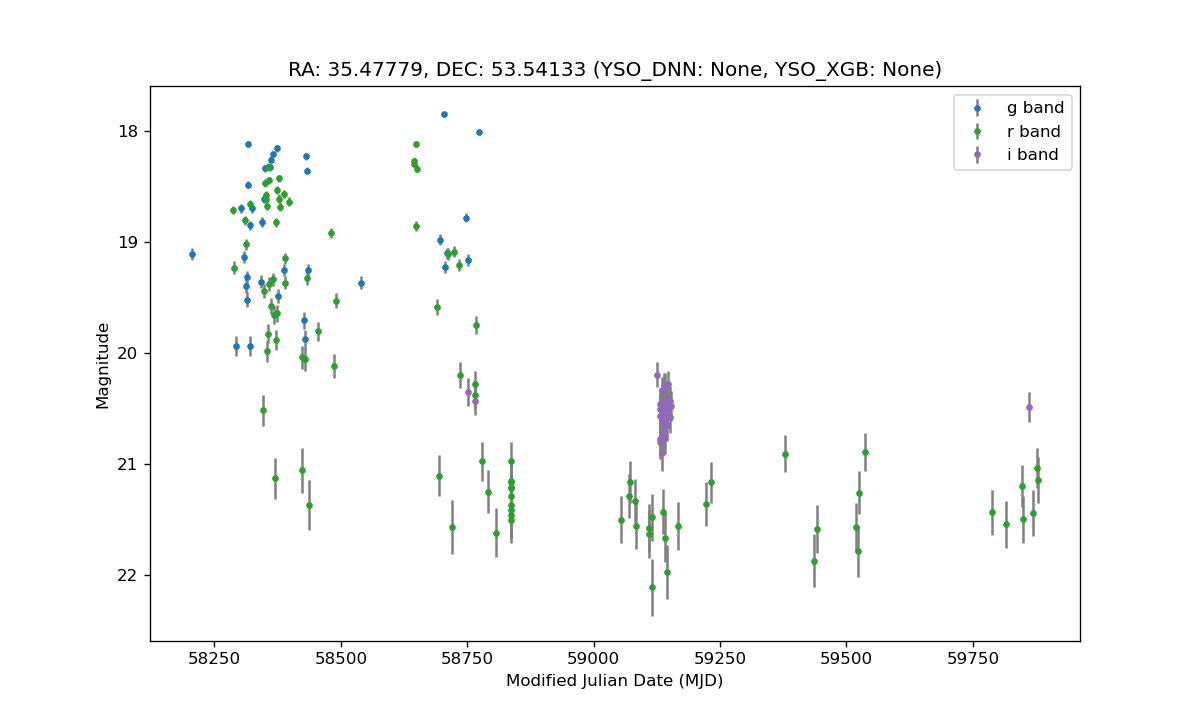 RA: 35.47779, DEC: 53.54133 (YSO_DNN: None, YSO_XGB: None)
g band
r band
i band
18
19
20
21
22
Magnitude
58250 58500 58750 59000 59250 59500 59750
Modified Julian Date (MJD)